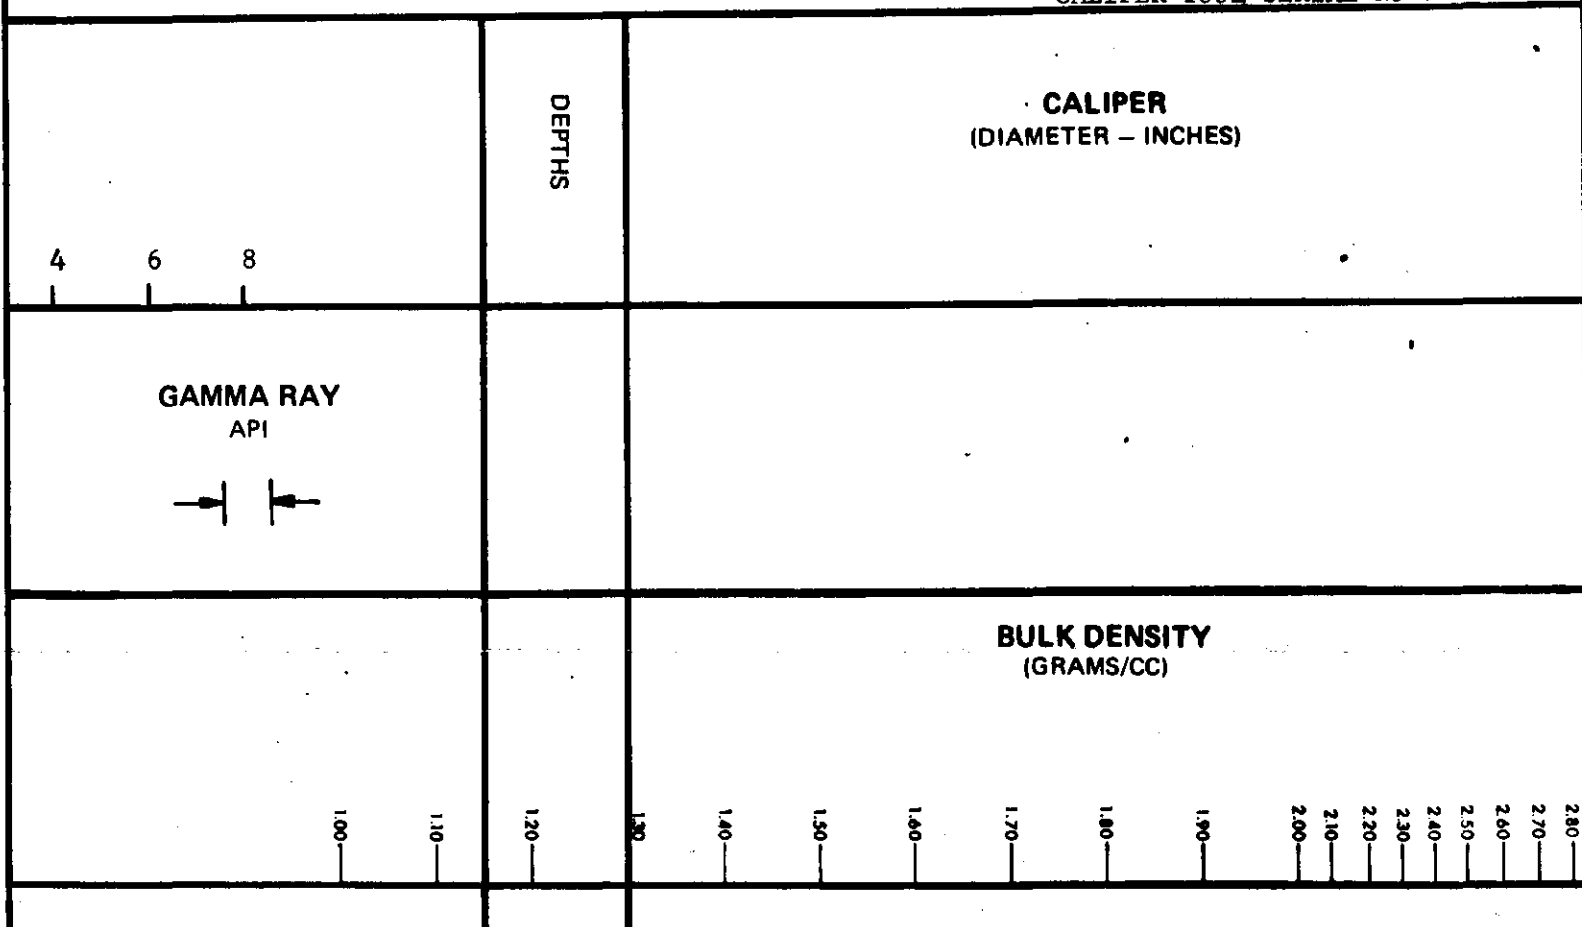 DEPTHS
CALIPER
(DIAMETER – INCHES)
4 6 8
GAMMA RAY
API
BULK DENSITY
(GRAMS/CC)
1.00 1.10 1.20 1.30 1.40 1.50 1.60 1.70 1.80 1.90 2.00 2.10 2.20 2.30 2.40 2.50 2.60 2.70 2.80